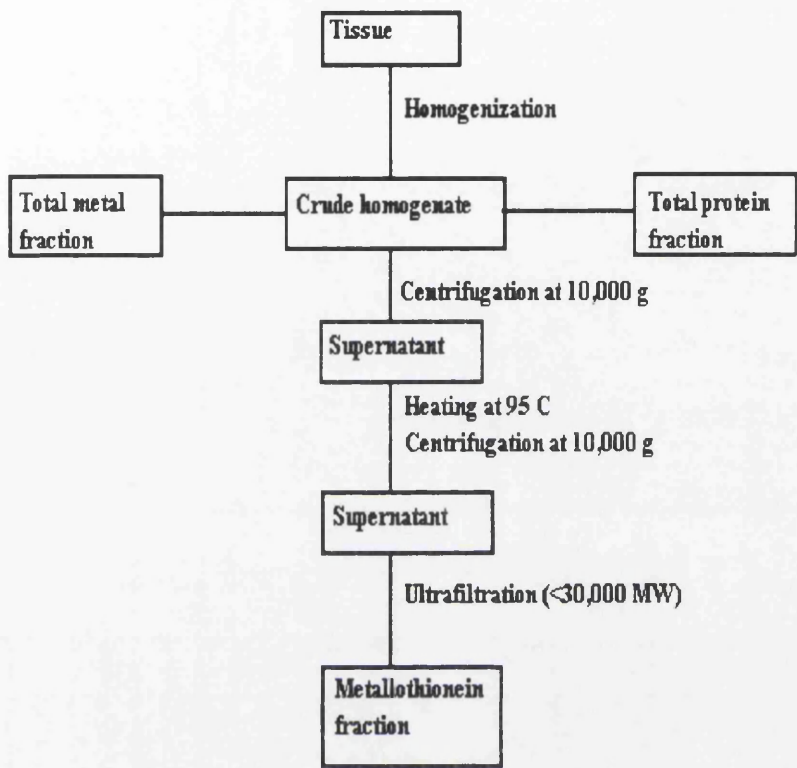 Tissue
Homogenization
Total metal
fraction
Crude homogenate
Total protein
fraction
Centrifugation at 10,000 g
Supernatant
Heating at 95 C
Centrifugation at 10,000 g
Supernatant
Ultrafiltration (<30,000 MW)
Metallothionein
fraction